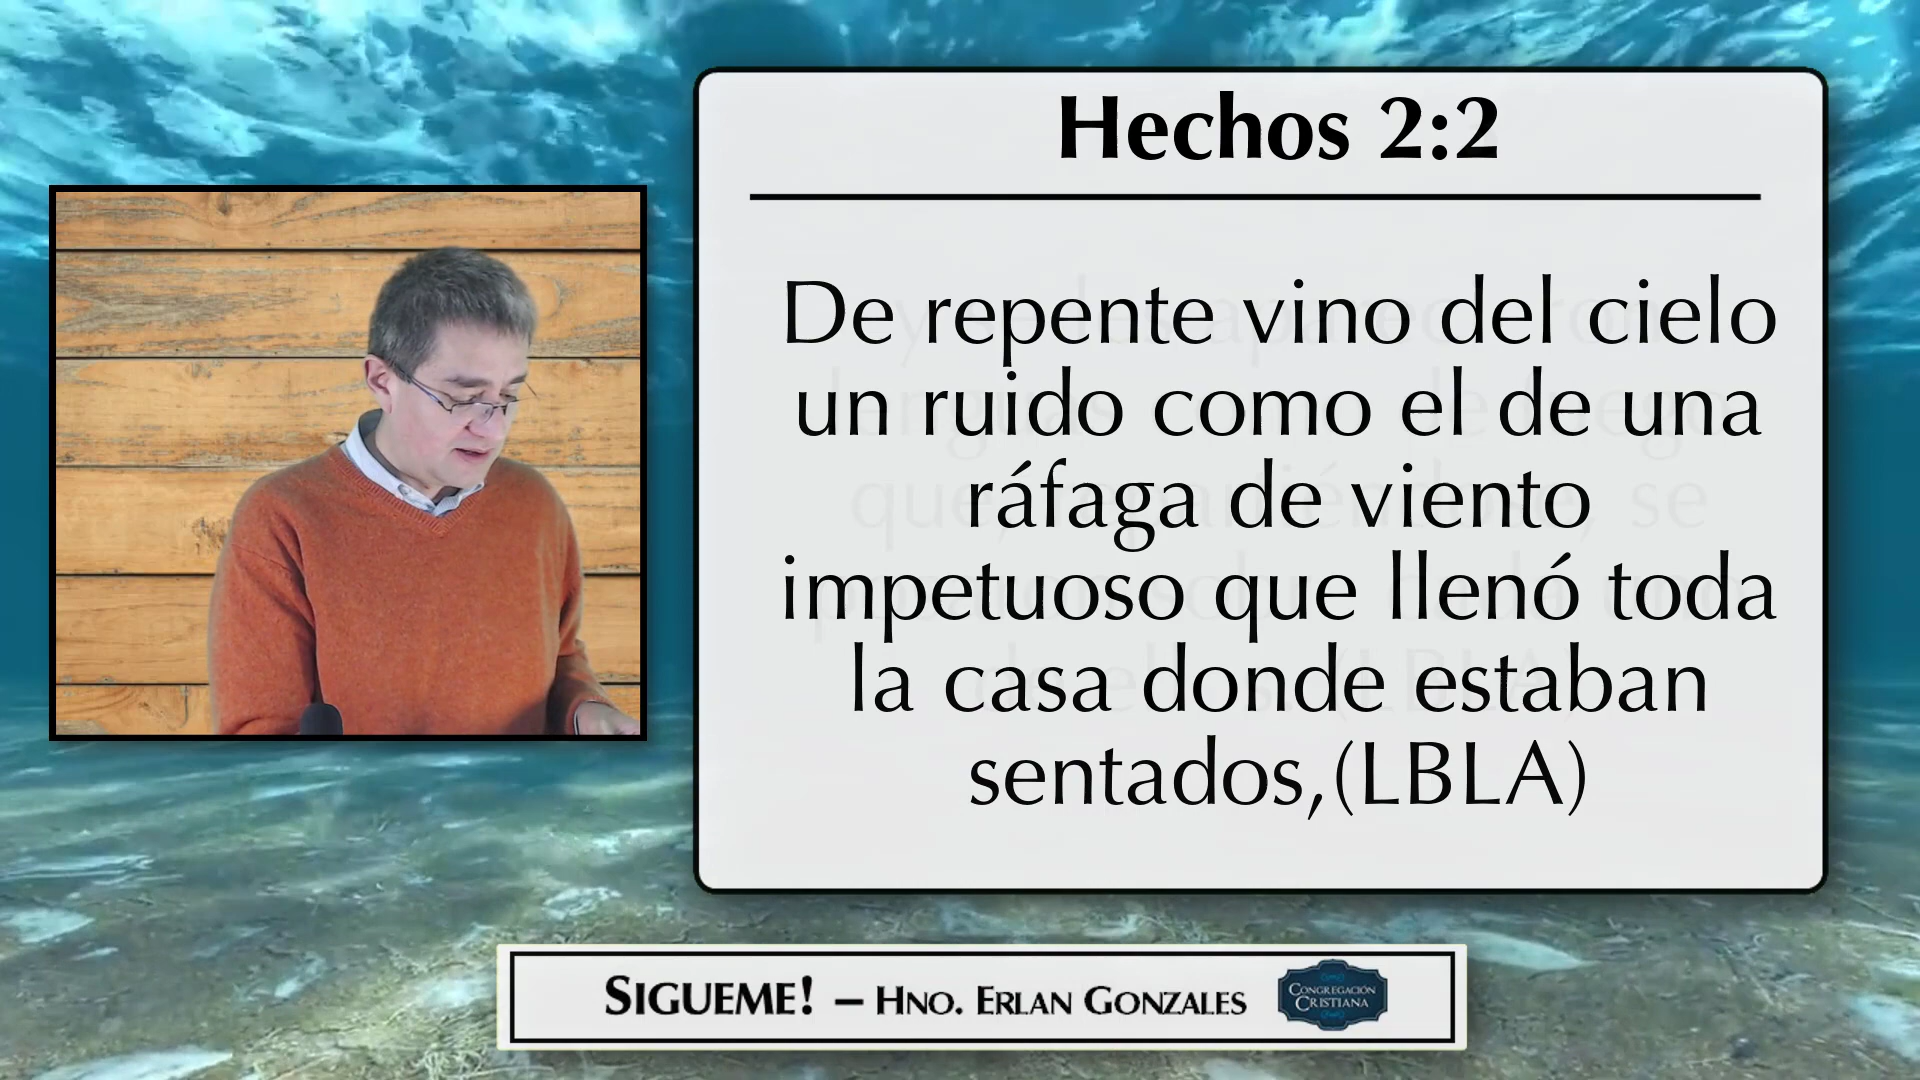 Hechos 2:2
De repente vino del cielo
un ruido como el de una
ráfaga de viento
impetuoso que llenó toda
la casa donde estaban
sentados,(LBLA)
SIGUEME! – HNO. ERLAN GONZALES
CONGREGACIÓN
CRISTIANA